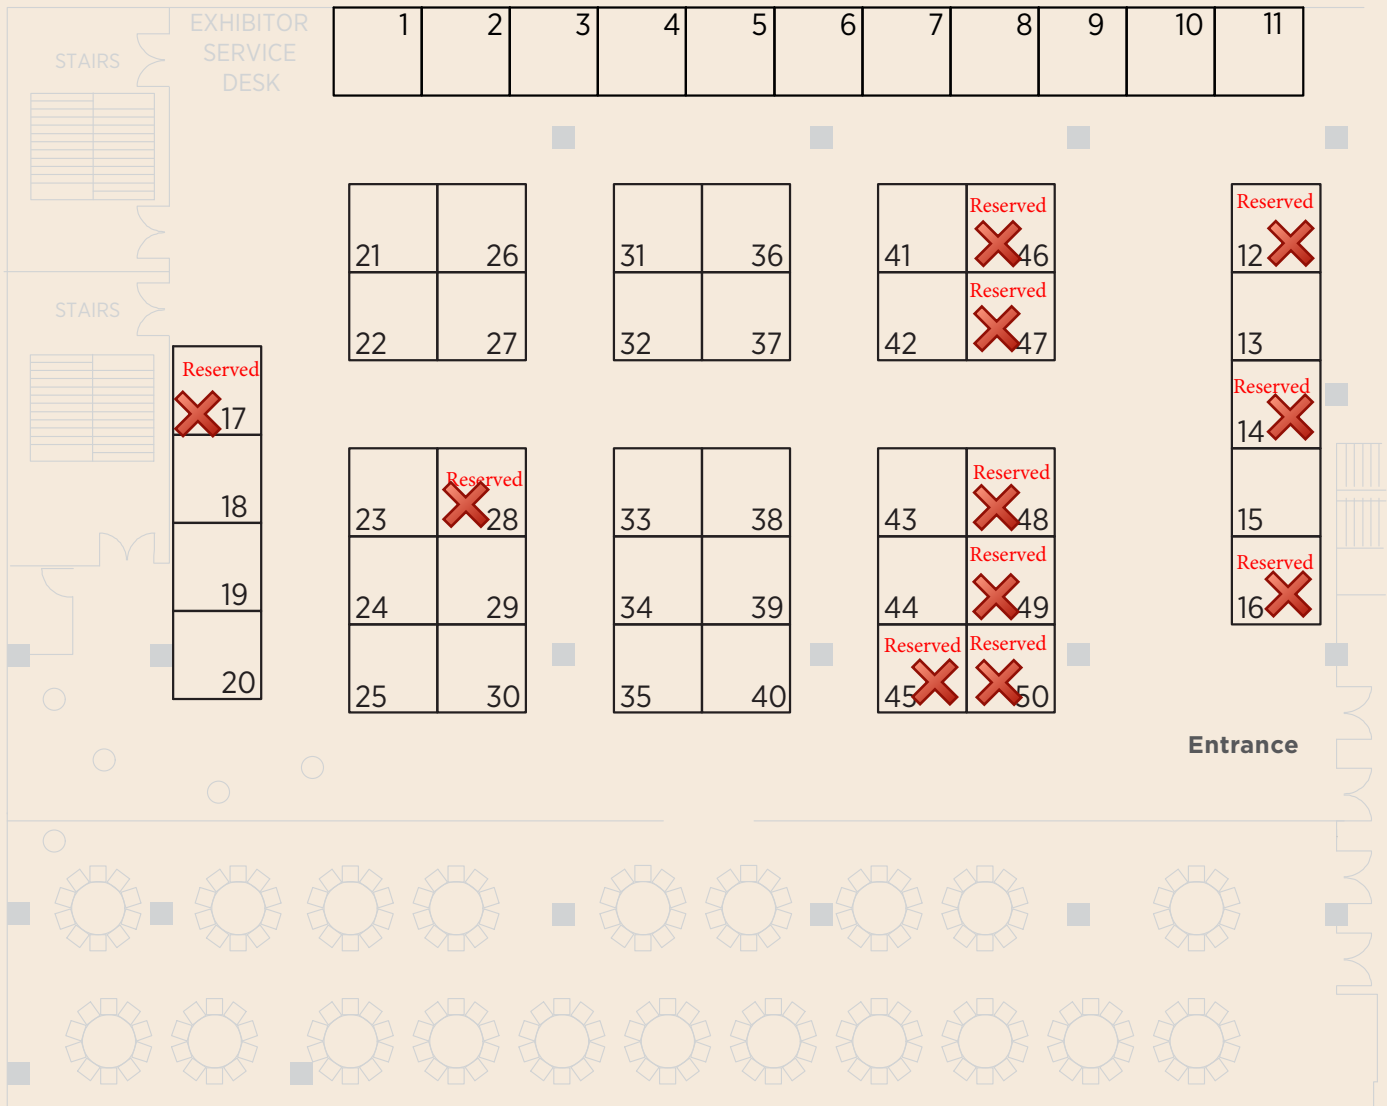 EXHIBITOR
SERVICE
DESK
STAIRS
1 2 3 4 5 6 7 8 9 10 11
Reserved Reserved
21 26 31 36 41 46 12
STAIRS
Reserved
22 27 32 37 42 47 13
Reserved Reserved
17 14
Reserved Reserved
18 23 28 33 38 43 48 15
Reserved Reserved
19 24 29 34 39 44 49 16
Reserved Reserved
20 25 30 35 40 45 50
Entrance